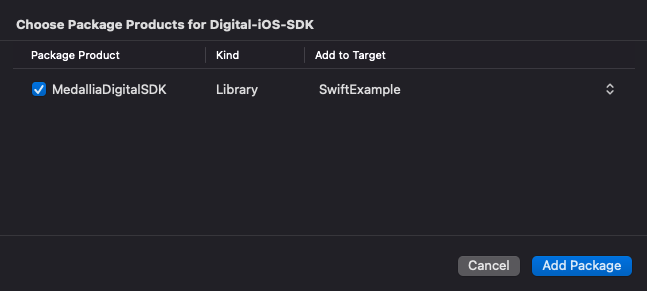 Choose Package Products for Digital-iOS-SDK
Package Product Kind Add to Target
MedalliaDigitalSDK Library SwiftExample
Cancel Add Package